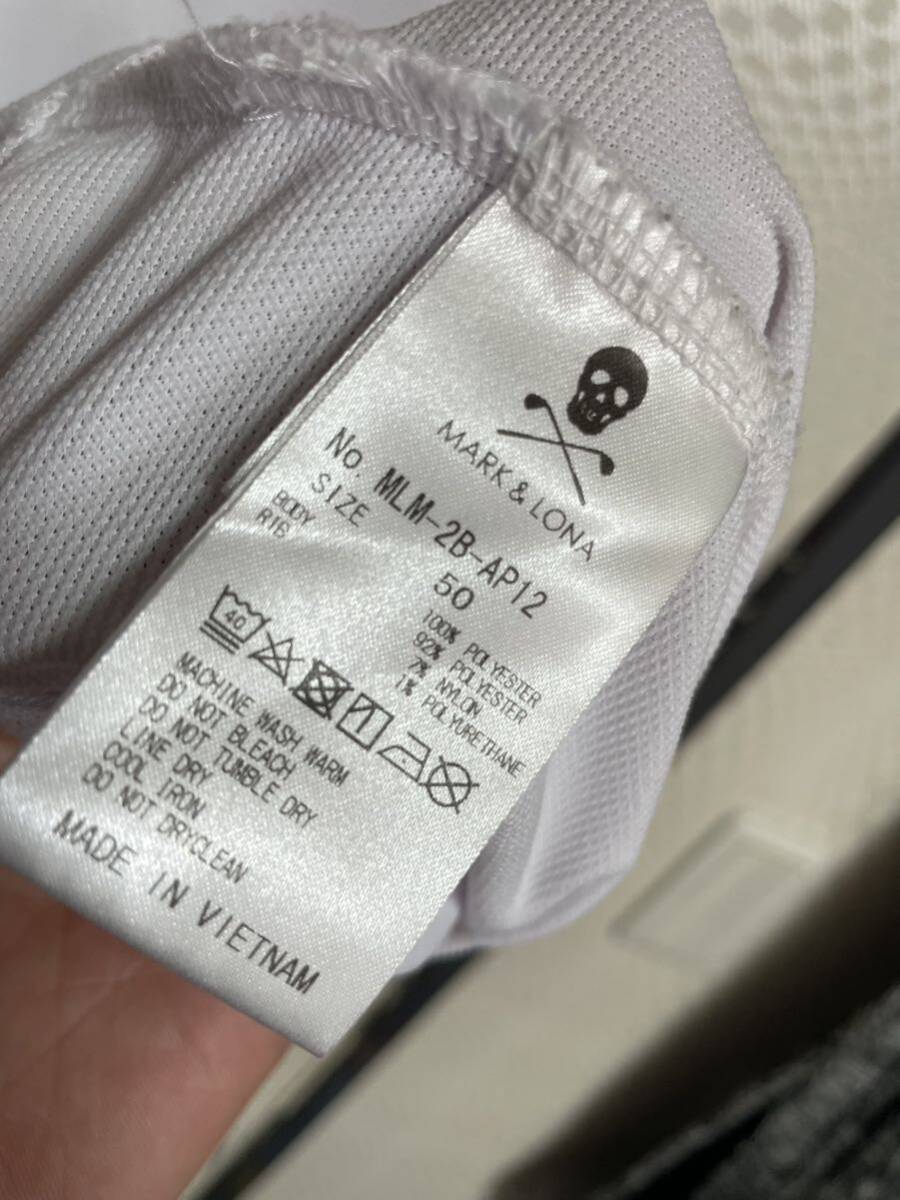 MARK & LONA
No. MLM-2B-AP12
SIZE 50
BODY 100% POLYESTER
RIB 92% POLYESTER
7% NYLON
1% POLYURETHANE
40
MACHINE WASH WARM
DO NOT BLEACH
DO NOT TUMBLE DRY
LINE DRY
COOL IRON
DO NOT DRYCLEAN
MADE IN VIETNAM